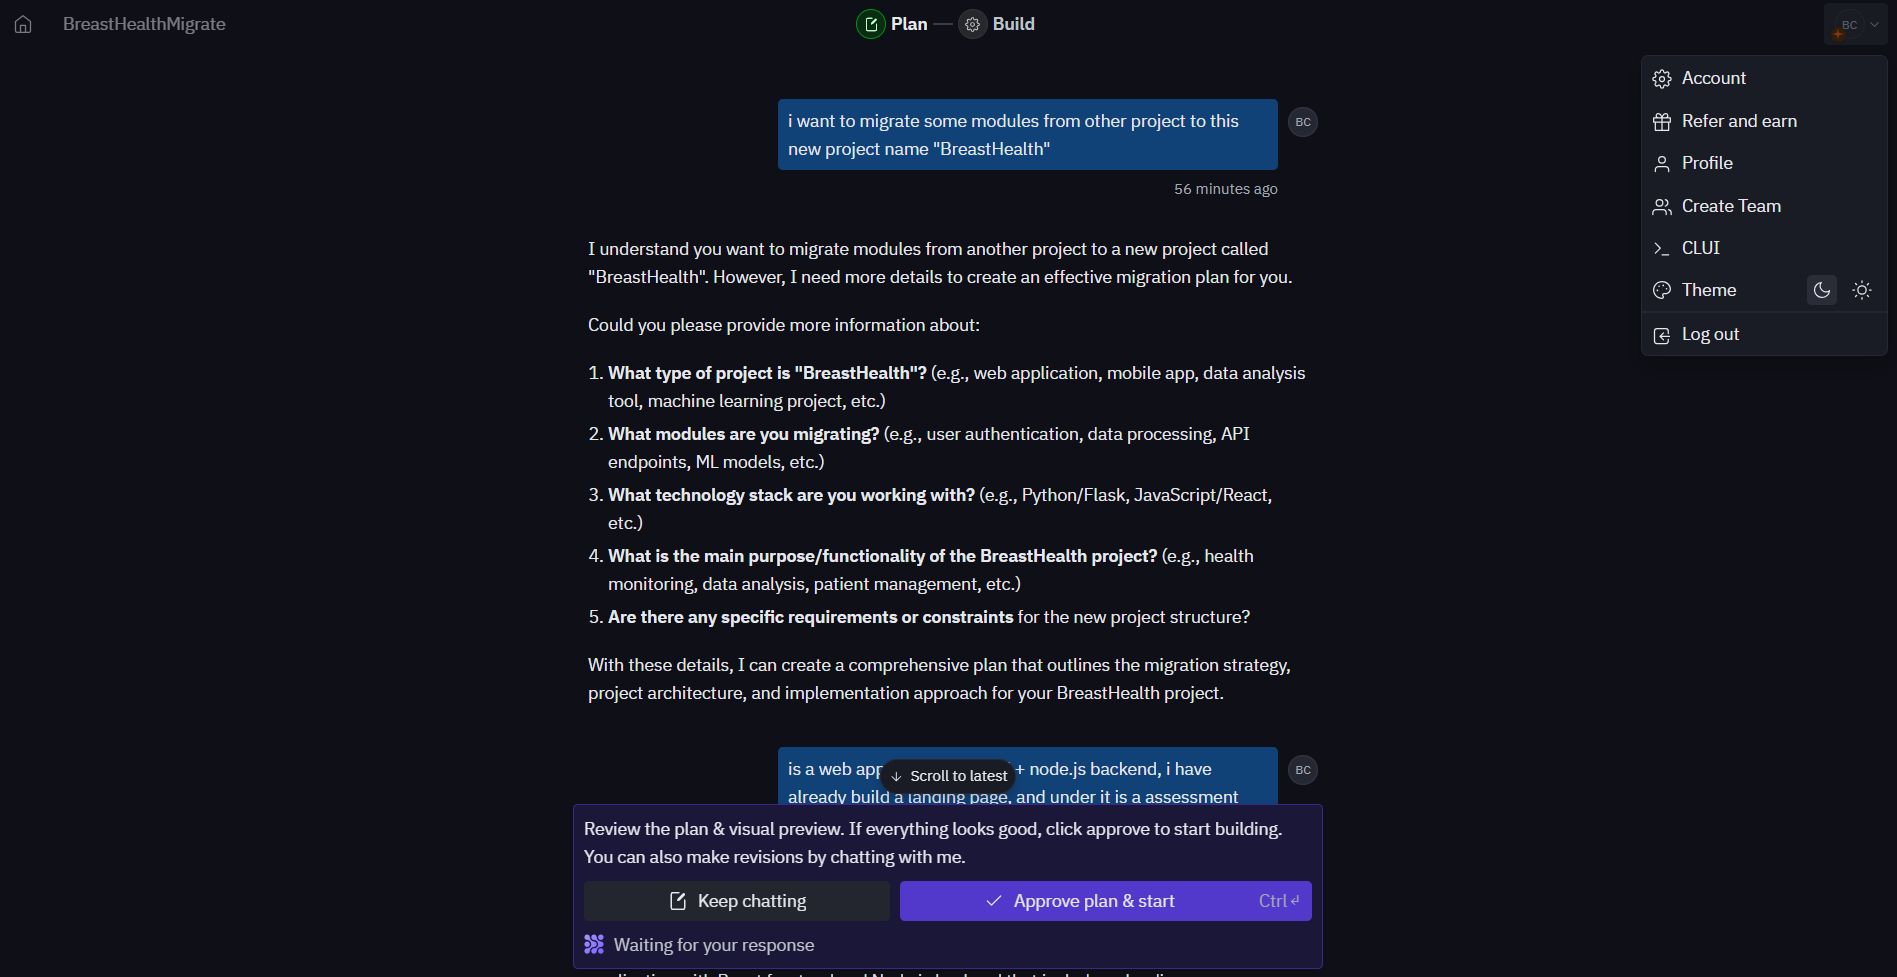 BreastHealthMigrate
Plan
Build
BC
Account
Refer and earn
Profile
Create Team
CLUI
Theme
Log out
i want to migrate some modules from other project to this
new project name "BreastHealth"
BC
56 minutes ago
I understand you want to migrate modules from another project to a new project called
"BreastHealth". However, I need more details to create an effective migration plan for you.
Could you please provide more information about:
1. What type of project is "BreastHealth"? (e.g., web application, mobile app, data analysis
tool, machine learning project, etc.)
2. What modules are you migrating? (e.g., user authentication, data processing, API
endpoints, ML models, etc.)
3. What technology stack are you working with? (e.g., Python/Flask, JavaScript/React,
etc.)
4. What is the main purpose/functionality of the BreastHealth project? (e.g., health
monitoring, data analysis, patient management, etc.)
5. Are there any specific requirements or constraints for the new project structure?
With these details, I can create a comprehensive plan that outlines the migration strategy,
project architecture, and implementation approach for your BreastHealth project.
is a web app + node.js backend, i have
already build a landing page, and under it is a assessment
BC
Scroll to latest
Review the plan & visual preview. If everything looks good, click approve to start building.
You can also make revisions by chatting with me.
Keep chatting
Approve plan & start
Ctrl
Waiting for your response